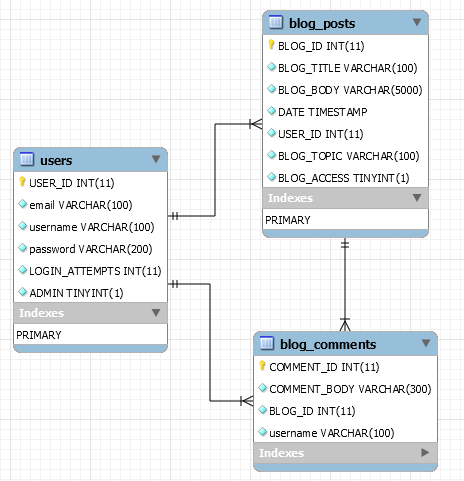 blog_posts
BLOG_ID INT(11)
BLOG_TITLE VARCHAR(100)
BLOG_BODY VARCHAR(5000)
DATE TIMESTAMP
USER_ID INT(11)
BLOG_TOPIC VARCHAR(100)
BLOG_ACCESS TINYINT(1)
Indexes
PRIMARY
users
USER_ID INT(11)
email VARCHAR(100)
username VARCHAR(100)
password VARCHAR(200)
LOGIN_ATTEMPTS INT(11)
ADMIN TINYINT(1)
Indexes
PRIMARY
blog_comments
COMMENT_ID INT(11)
COMMENT_BODY VARCHAR(300)
BLOG_ID INT(11)
username VARCHAR(100)
Indexes